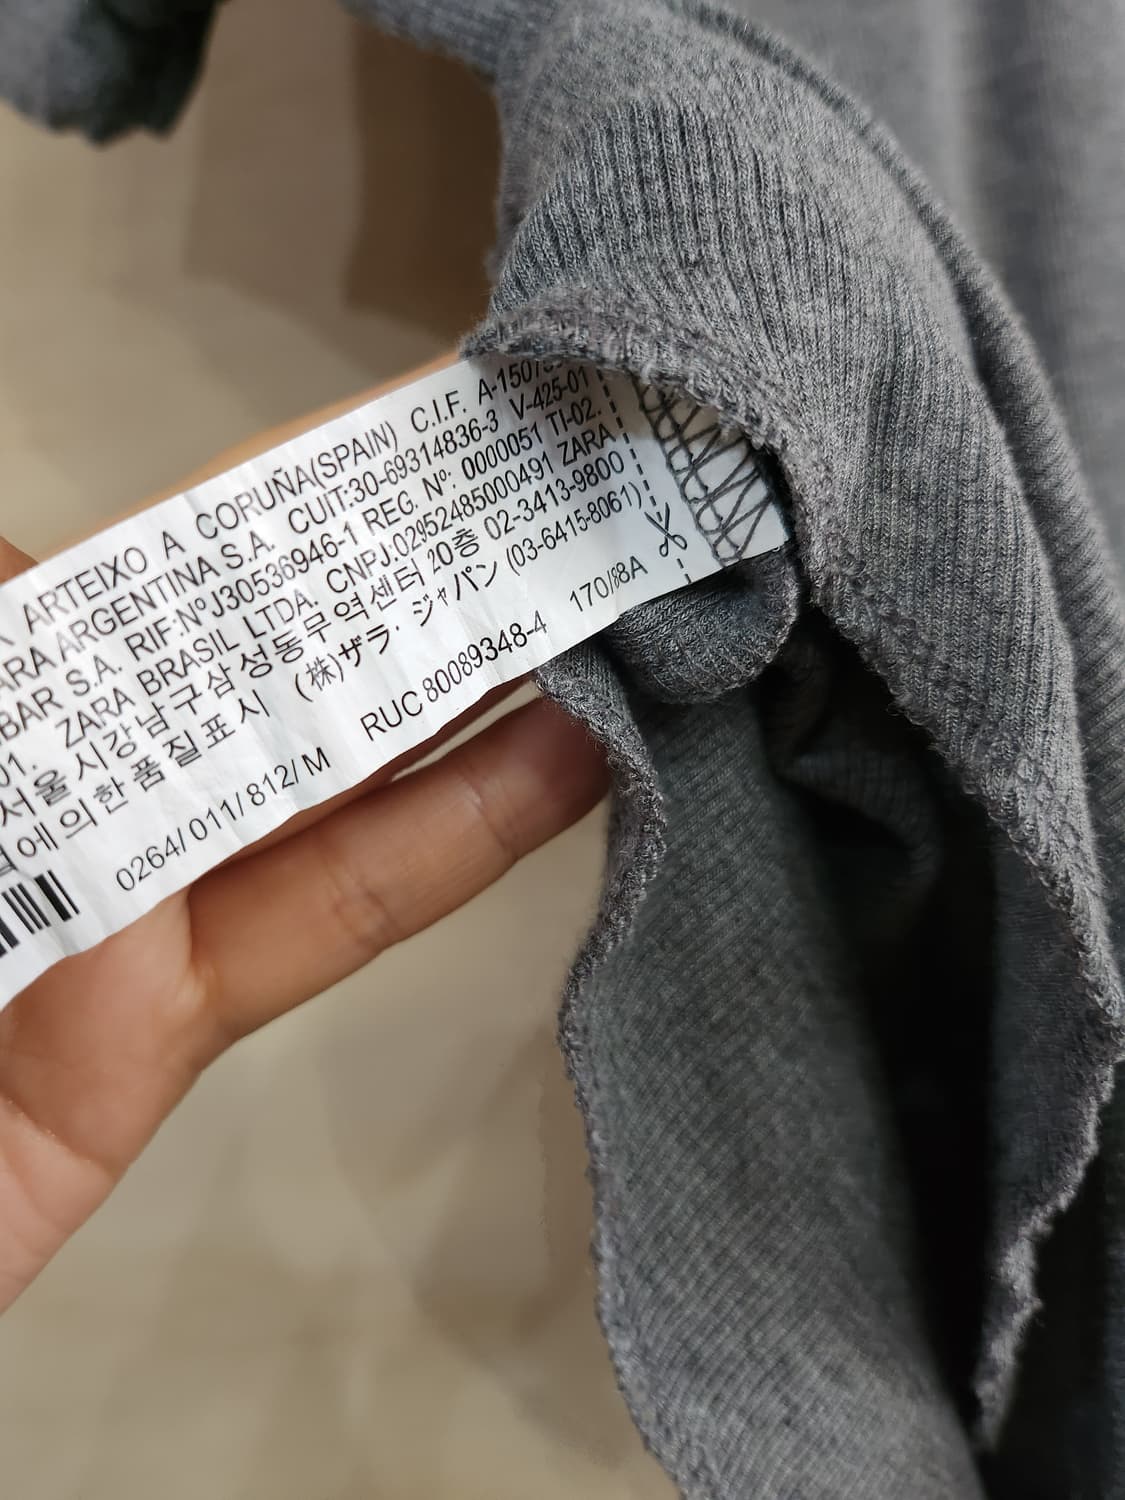 ARTEIXO A CORUÑA(SPAIN) C.I.F.
ARGENTINA S.A. CUIT:30-69314836-3 V-425-01
S.A. RIF:NºJ30536946-1 REG. Nº: 0000051 TI-02.
01. ZARA BRASIL LTDA. CNPJ:02952485000491 ZARA
서울시강남구삼성동무역센터 20층 02-3413-9800
에의한품질표시 (株)ザラ・ジャパン (03-6415-8061)
RUC 80089348-4 170/88A
0264/011/812/M